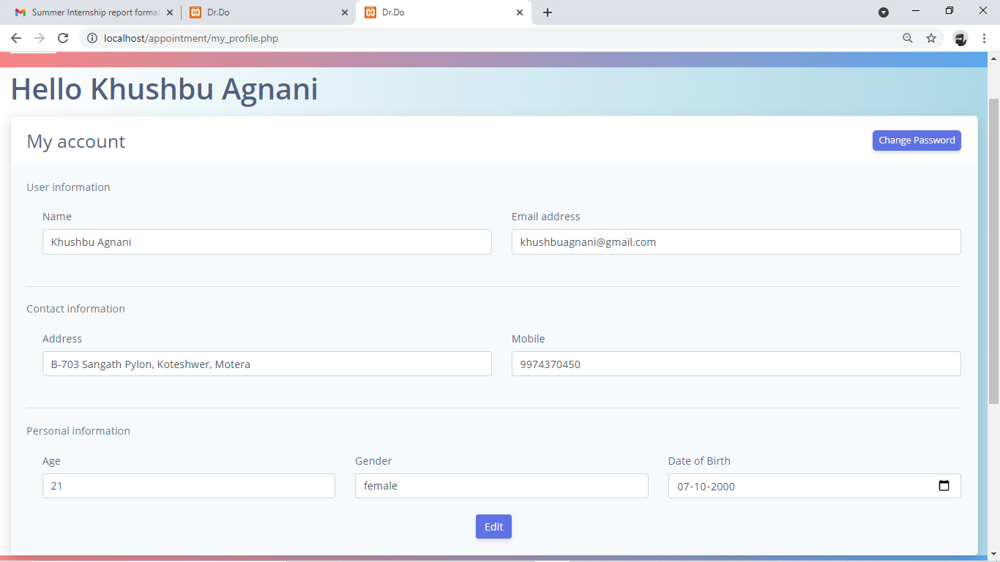 Summer Internship report format
Dr.Do
Dr.Do
localhost/appointment/my_profile.php
Hello Khushbu Agnani
My account
Change Password
User information
Name
Email address
Khushbu Agnani
khushbuagnani@gmail.com
Contact information
Address
Mobile
B-703 Sangath Pylon, Koteshwer, Motera
9974370450
Personal information
Age
Gender
Date of Birth
21
female
07-10-2000
Edit